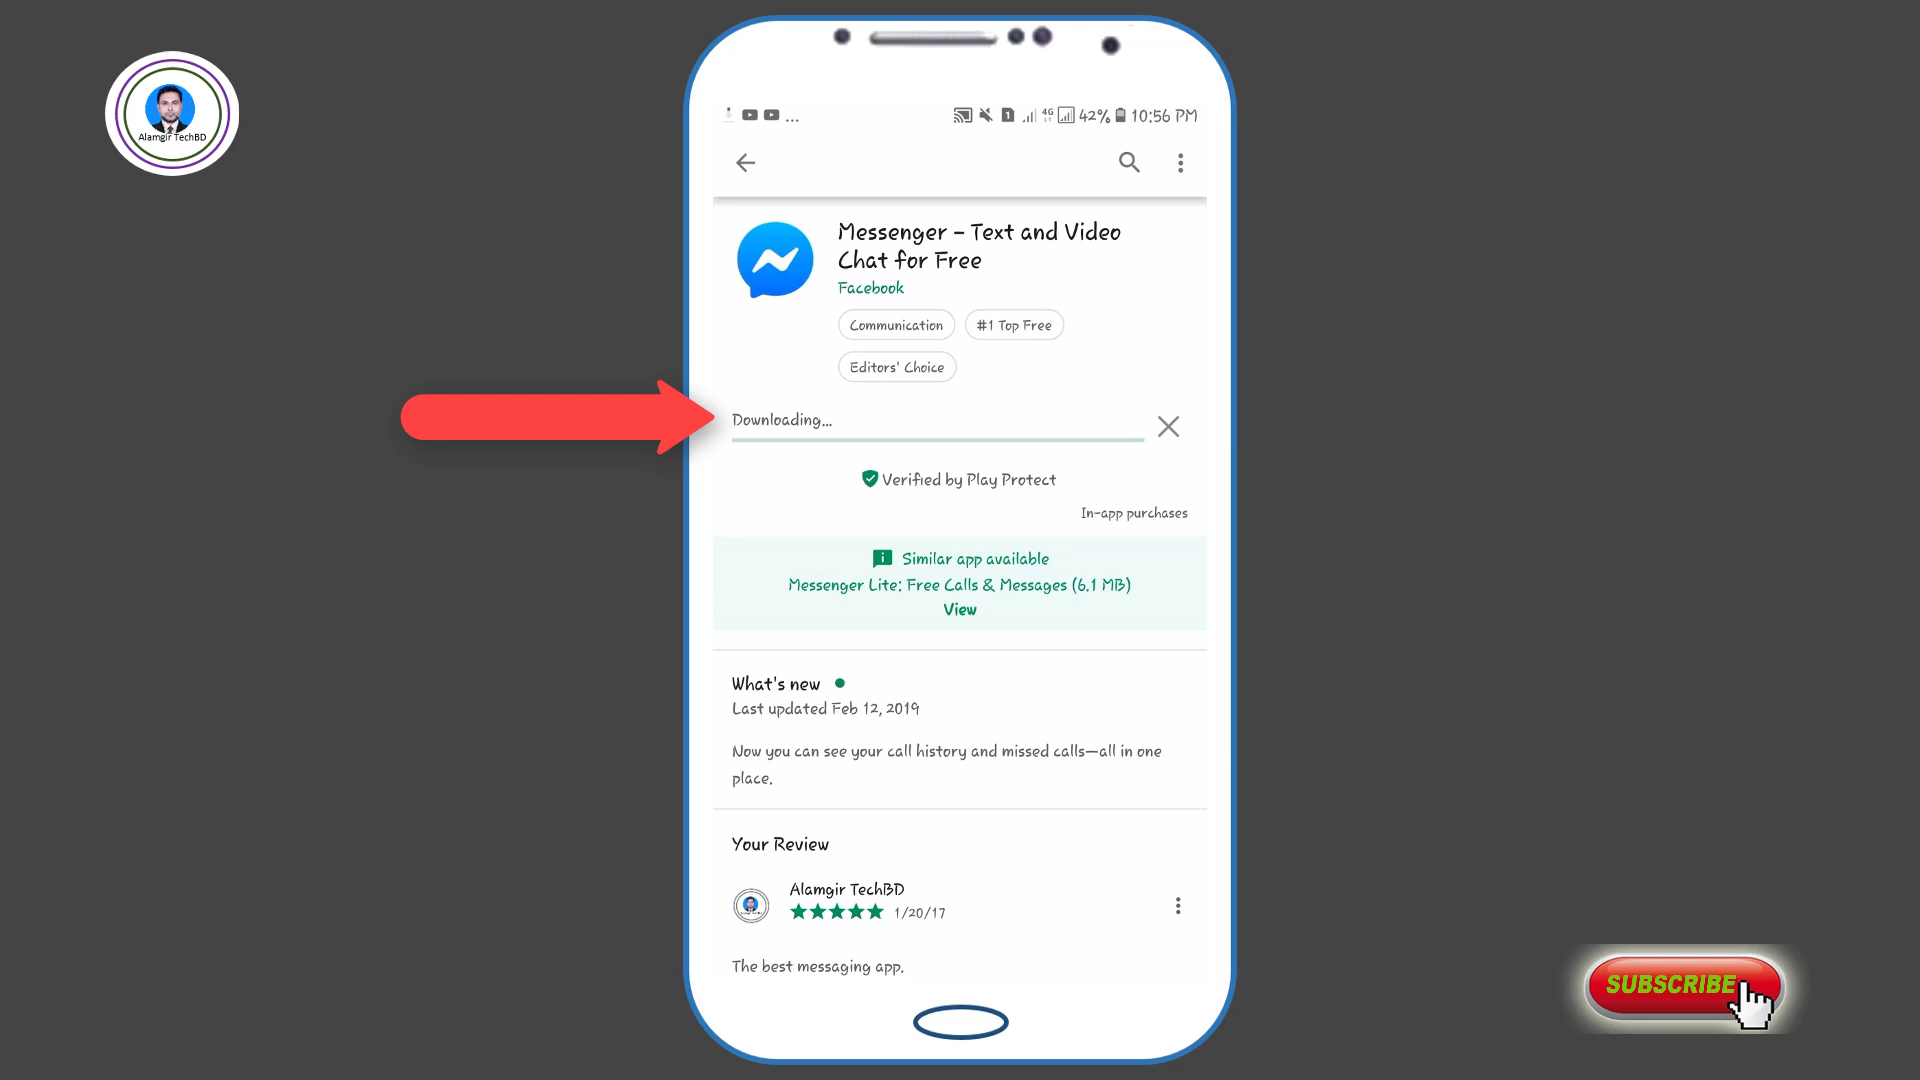 Alamgir TechBD
... 1 4G 42% 10:56 PM
Messenger – Text and Video
Chat for Free
Facebook
Communication #1 Top Free
Editors' Choice
Downloading...
Verified by Play Protect
In-app purchases
Similar app available
Messenger Lite: Free Calls & Messages (6.1 MB)
View
What's new
Last updated Feb 12, 2019
Now you can see your call history and missed calls—all in one
place.
Your Review
Alamgir TechBD
1/20/17
The best messaging app.
SUBSCRIBE